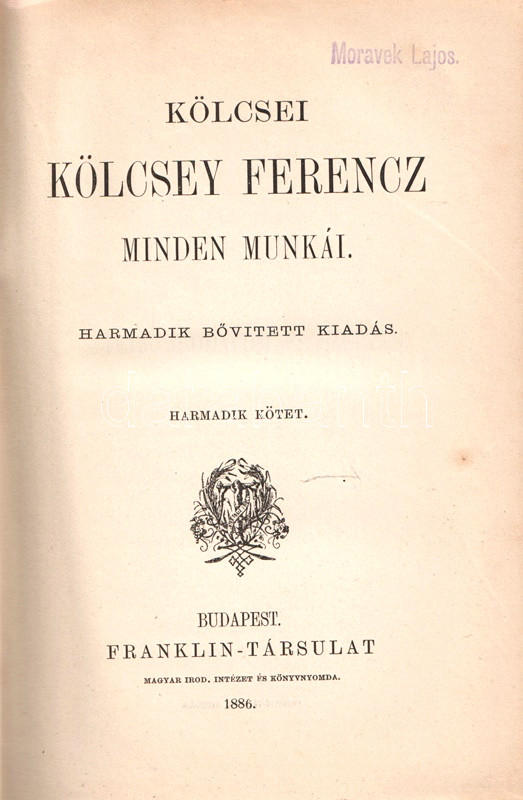 Moravek Lajos.
KÖLCSEI
KÖLCSEY FERENCZ
MINDEN MUNKÁI.
HARMADIK BŐVITETT KIADÁS.
HARMADIK KÖTET.
BUDAPEST.
FRANKLIN-TÁRSULAT
MAGYAR IROD. INTÉZET ÉS KÖNYVNYOMDA.
1886.